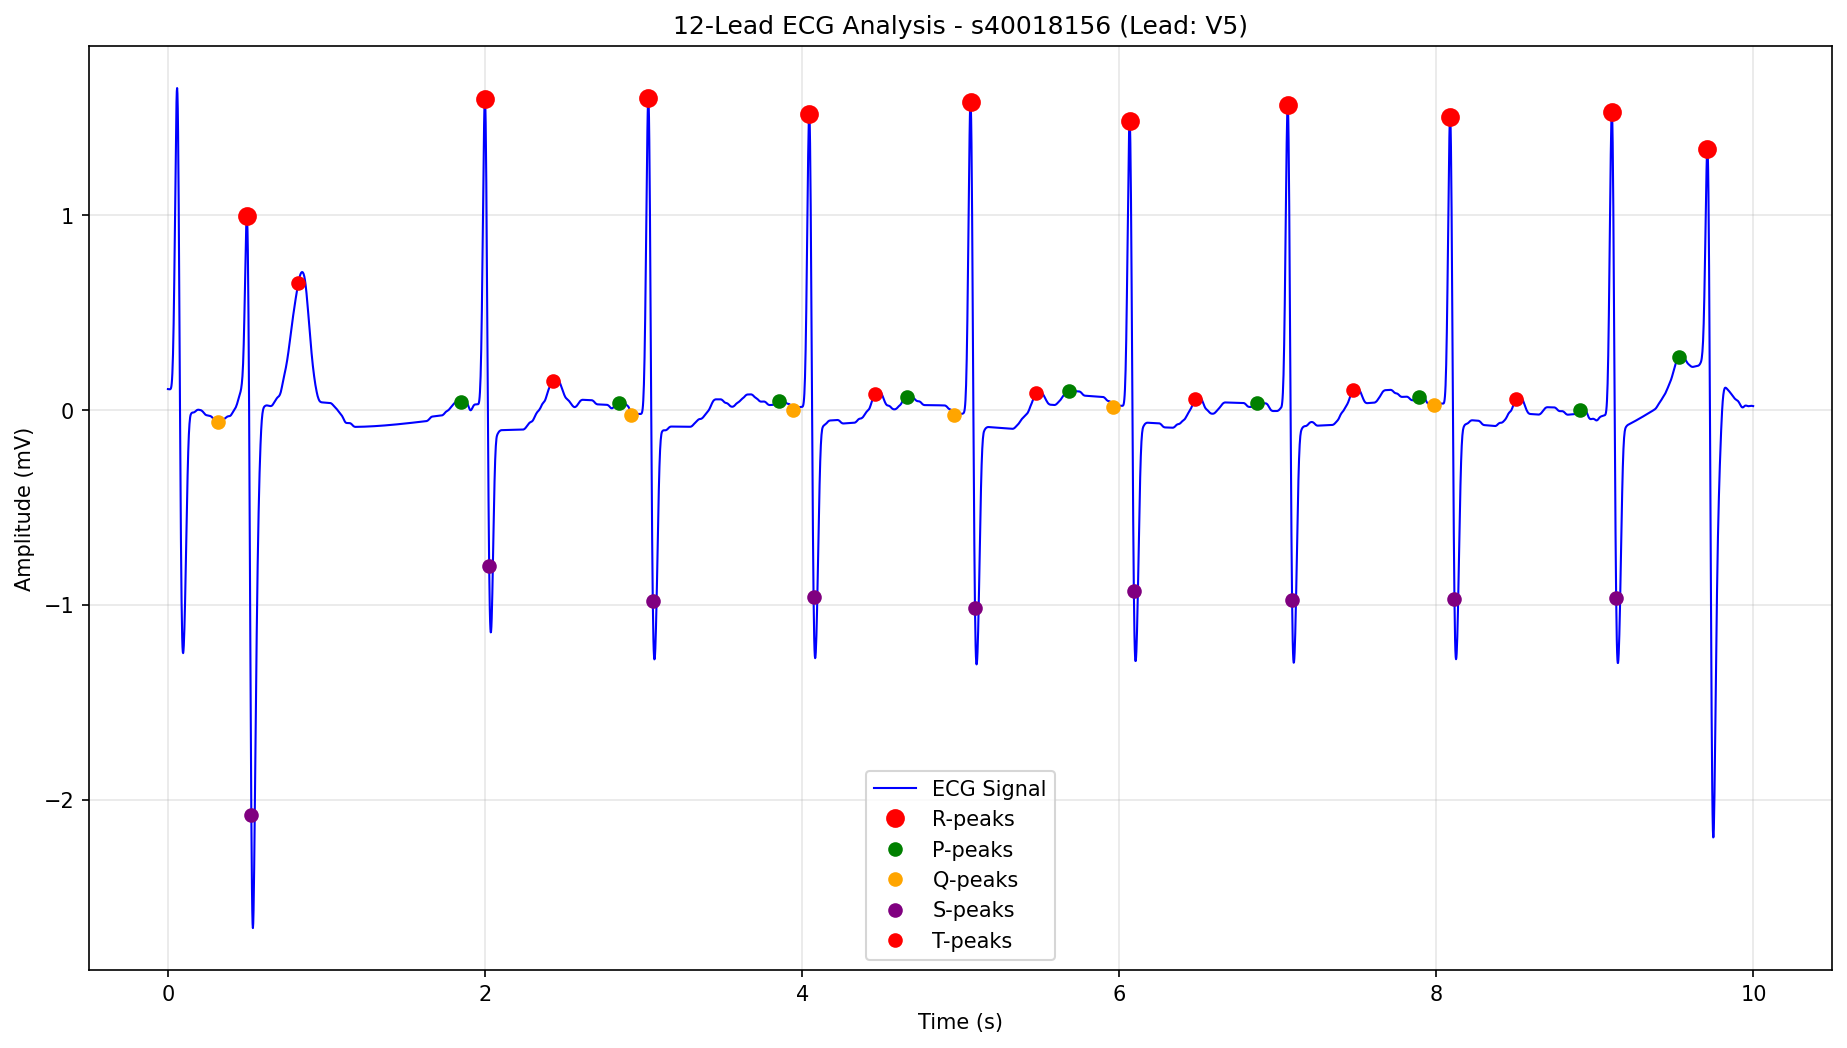 12-Lead ECG Analysis - s40018156 (Lead: V5)
Amplitude (mV)
1
0
−1
−2
ECG Signal
R-peaks
P-peaks
Q-peaks
S-peaks
T-peaks
0 2 4 6 8 10
Time (s)